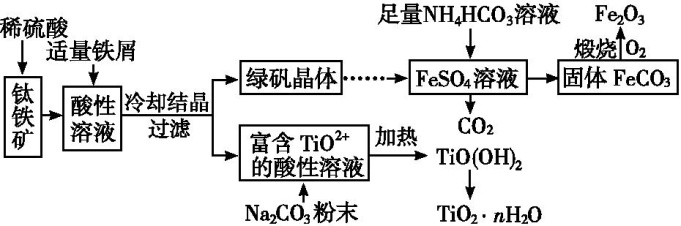 足量NH₄HCO₃溶液
Fe₂O₃
稀硫酸
适量铁屑
煅烧
O₂
钛铁矿
酸性溶液
冷却结晶
过滤
绿矾晶体
FeSO₄溶液
固体 FeCO₃
CO₂
富含 TiO²⁺
的酸性溶液
加热
TiO(OH)₂
Na₂CO₃粉末
TiO₂·nH₂O